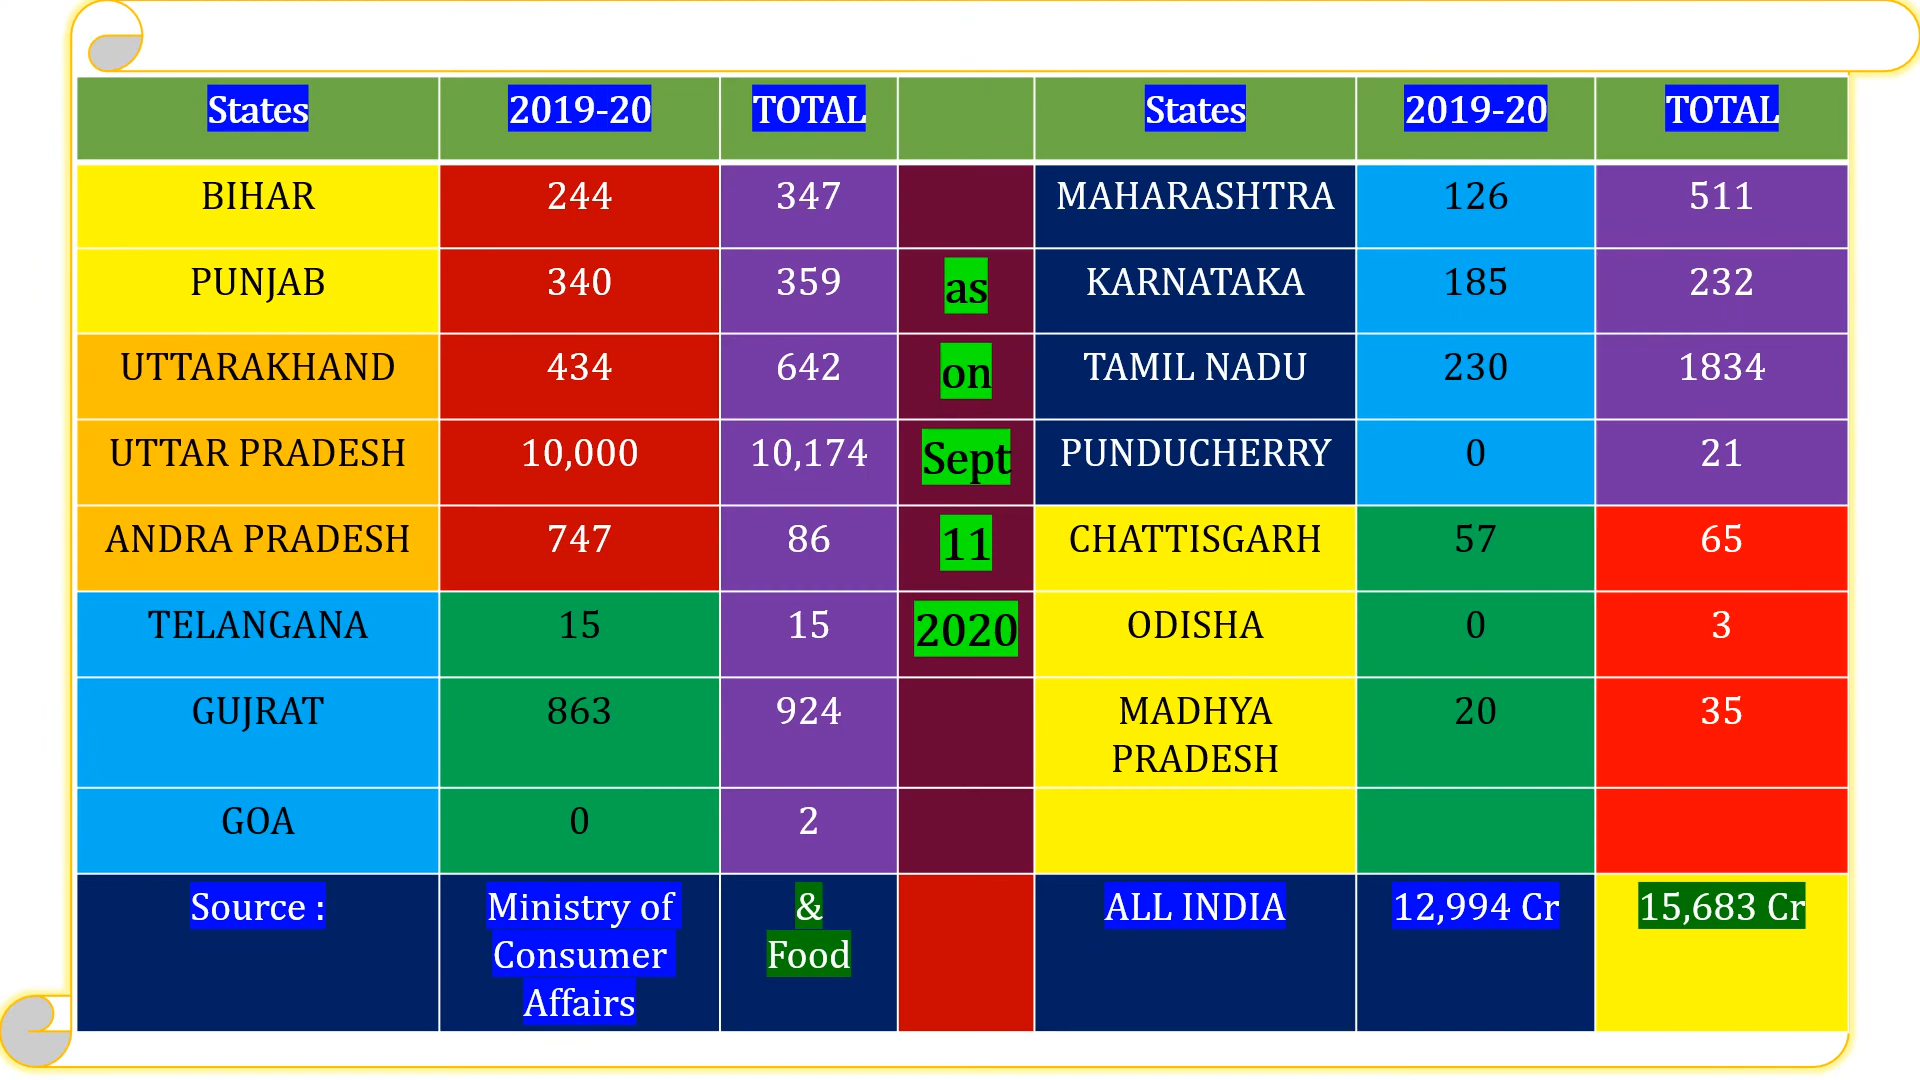 States 2019-20 TOTAL States 2019-20 TOTAL
BIHAR 244 347 MAHARASHTRA 126 511
PUNJAB 340 359 as KARNATAKA 185 232
UTTARAKHAND 434 642 on TAMIL NADU 230 1834
UTTAR PRADESH 10,000 10,174 Sept PUNDUCHERRY 0 21
ANDRA PRADESH 747 86 11 CHATTISGARH 57 65
TELANGANA 15 15 2020 ODISHA 0 3
GUJRAT 863 924 MADHYA 20 35
PRADESH
GOA 0 2
Source : Ministry of & ALL INDIA 12,994 Cr 15,683 Cr
Consumer Food
Affairs